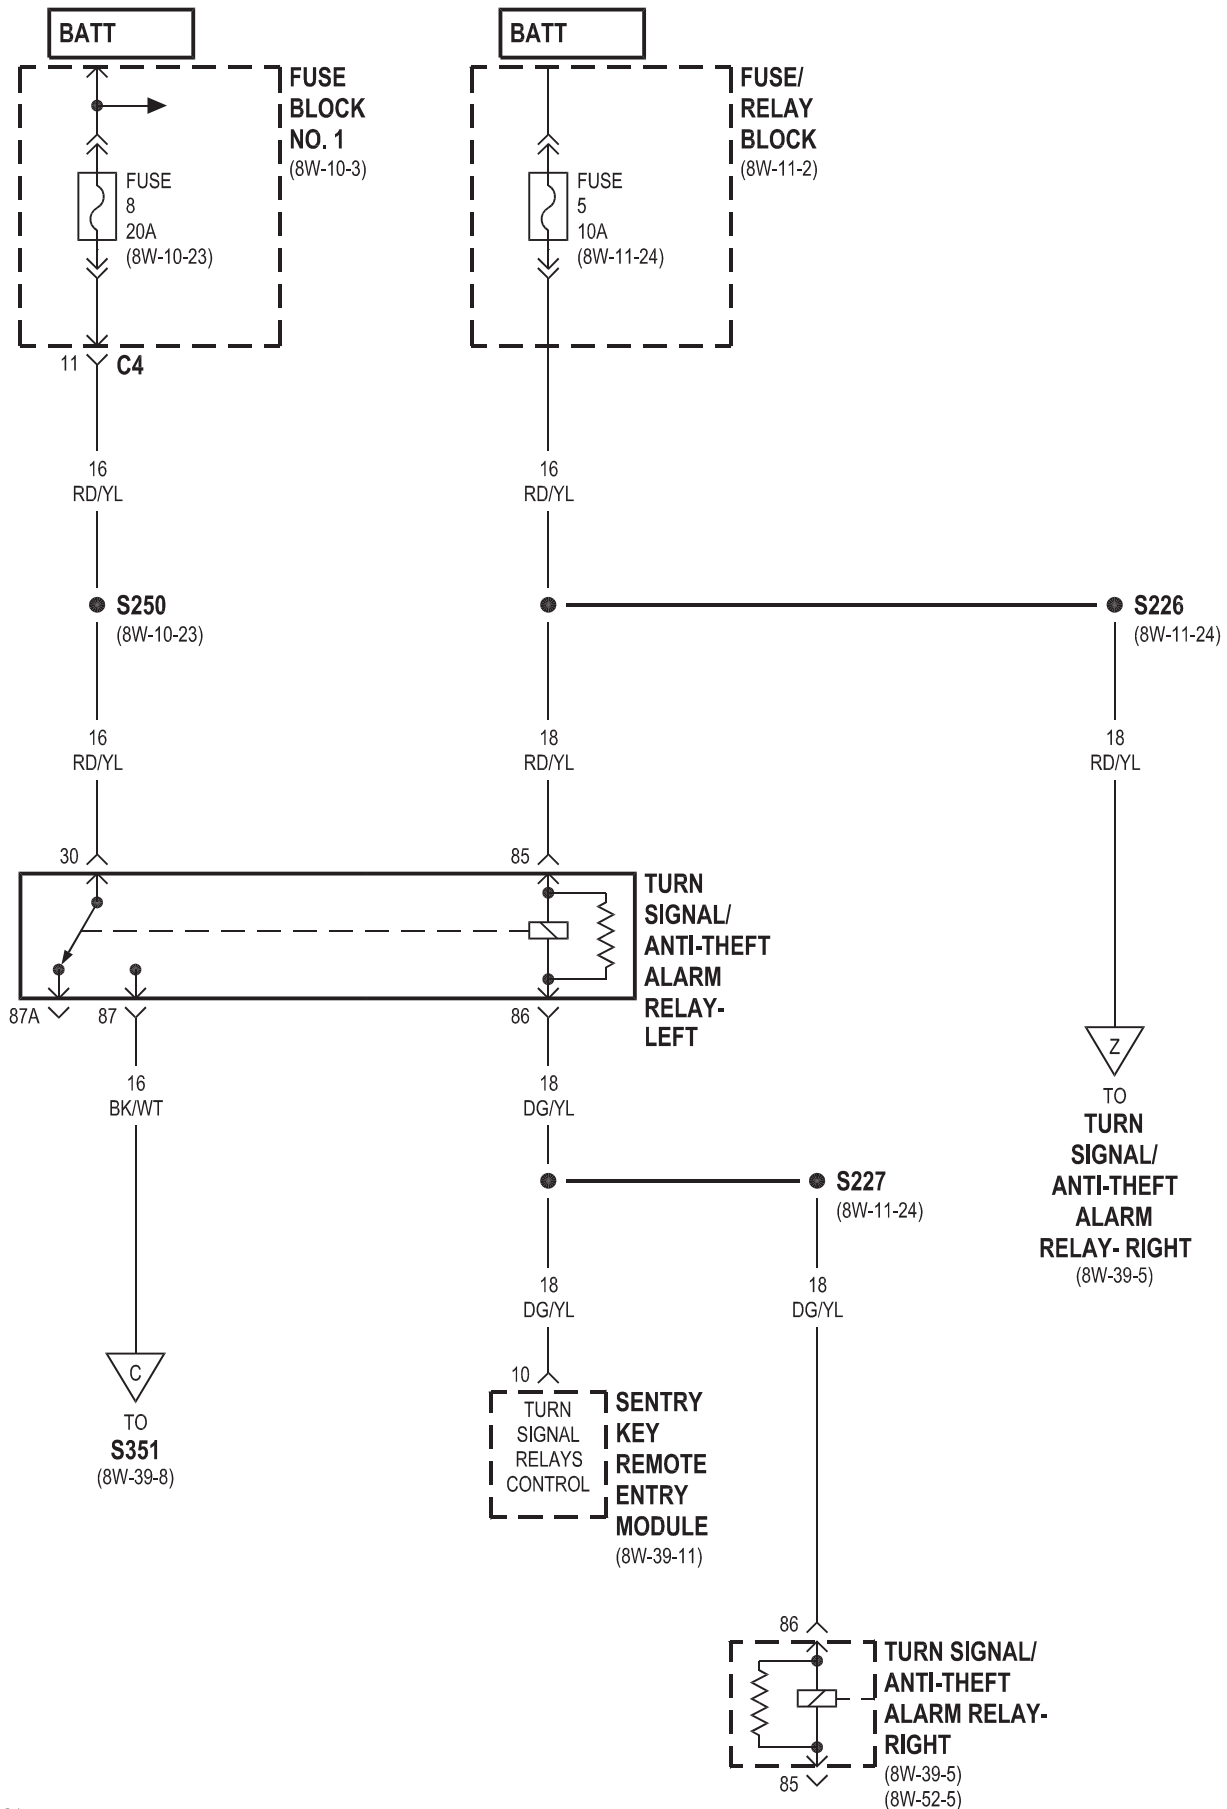 BATT
BATT
FUSE
BLOCK
NO. 1
(8W-10-3)
FUSE
8
20A
(8W-10-23)
FUSE/
RELAY
BLOCK
(8W-11-2)
FUSE
5
10A
(8W-11-24)
11
C4
16
RD/YL
16
RD/YL
S250
(8W-10-23)
S226
(8W-11-24)
16
RD/YL
18
RD/YL
18
RD/YL
30
85
TURN
SIGNAL/
ANTI-THEFT
ALARM
RELAY-
LEFT
87A
87
86
16
BK/WT
18
DG/YL
Z
TO
TURN
SIGNAL/
ANTI-THEFT
ALARM
RELAY- RIGHT
(8W-39-5)
S227
(8W-11-24)
18
DG/YL
18
DG/YL
C
TO
S351
(8W-39-8)
10
TURN
SIGNAL
RELAYS
CONTROL
SENTRY
KEY
REMOTE
ENTRY
MODULE
(8W-39-11)
86
TURN SIGNAL/
ANTI-THEFT
ALARM RELAY-
RIGHT
(8W-39-5)
(8W-52-5)
85